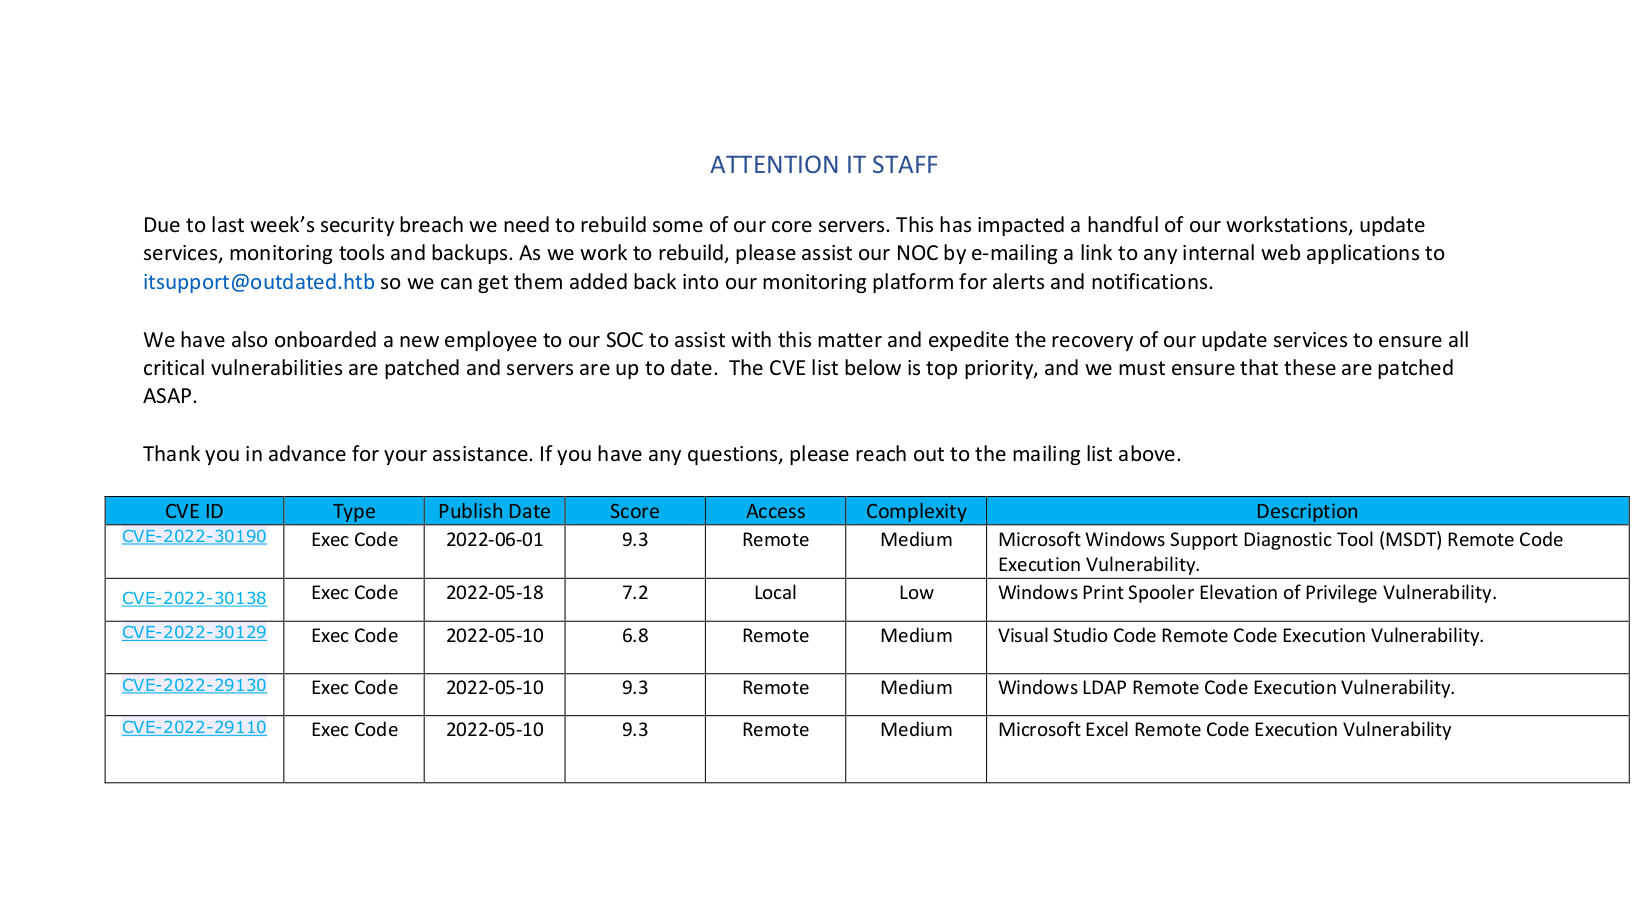 ATTENTION IT STAFF
Due to last week’s security breach we need to rebuild some of our core servers. This has impacted a handful of our workstations, update
services, monitoring tools and backups. As we work to rebuild, please assist our NOC by e-mailing a link to any internal web applications to
itsupport@outdated.htb so we can get them added back into our monitoring platform for alerts and notifications.
We have also onboarded a new employee to our SOC to assist with this matter and expedite the recovery of our update services to ensure all
critical vulnerabilities are patched and servers are up to date.  The CVE list below is top priority, and we must ensure that these are patched
ASAP.
Thank you in advance for your assistance. If you have any questions, please reach out to the mailing list above.
CVE ID Type Publish Date Score Access Complexity Description
CVE-2022-30190 Exec Code 2022-06-01 9.3 Remote Medium Microsoft Windows Support Diagnostic Tool (MSDT) Remote Code
Execution Vulnerability.
CVE-2022-30138 Exec Code 2022-05-18 7.2 Local Low Windows Print Spooler Elevation of Privilege Vulnerability.
CVE-2022-30129 Exec Code 2022-05-10 6.8 Remote Medium Visual Studio Code Remote Code Execution Vulnerability.
CVE-2022-29130 Exec Code 2022-05-10 9.3 Remote Medium Windows LDAP Remote Code Execution Vulnerability.
CVE-2022-29110 Exec Code 2022-05-10 9.3 Remote Medium Microsoft Excel Remote Code Execution Vulnerability